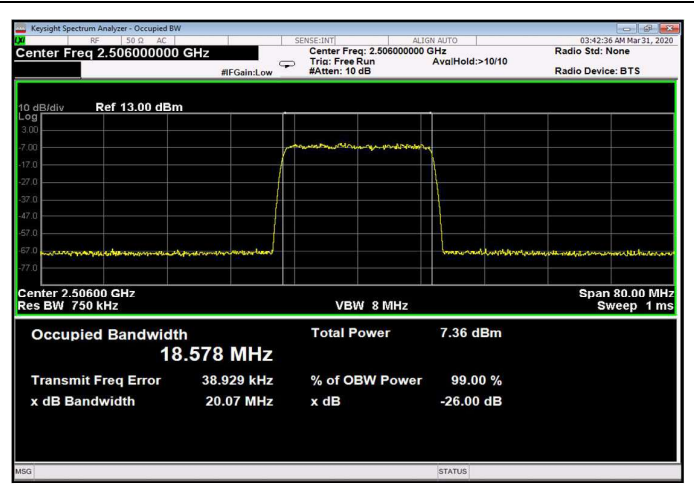 Keysight Spectrum Analyzer - Occupied BW
LXI RF 50 Ω AC SENSE:INT ALIGN AUTO 03:42:36 AM Mar 31, 2020
Center Freq 2.506000000 GHz Center Freq: 2.506000000 GHz Radio Std: None
Trig: Free Run Avg|Hold:>10/10
#IFGain:Low #Atten: 10 dB Radio Device: BTS
10 dB/div Ref 13.00 dBm
Log
3.00
-7.00
-17.0
-27.0
-37.0
-47.0
-57.0
-67.0
-77.0
Center 2.50600 GHz Span 80.00 MHz
Res BW 750 kHz VBW 8 MHz Sweep 1 ms
Occupied Bandwidth Total Power 7.36 dBm
18.578 MHz
Transmit Freq Error 38.929 kHz % of OBW Power 99.00 %
x dB Bandwidth 20.07 MHz x dB -26.00 dB
MSG STATUS